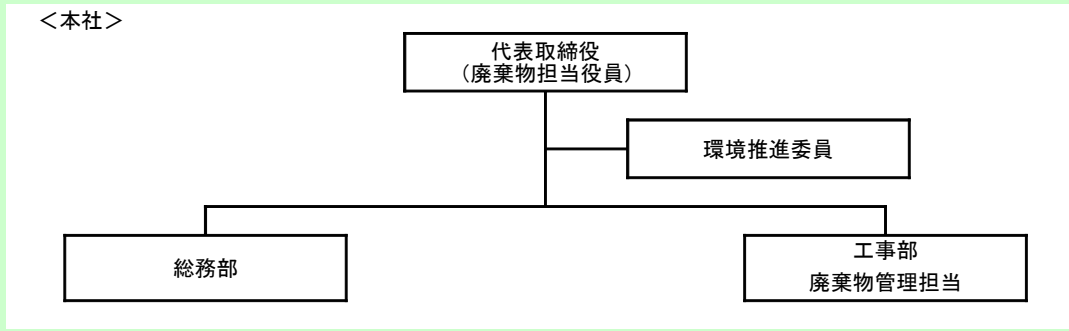 ＜本社＞
代表取締役
（廃棄物担当役員）
環境推進委員
総務部
工事部
廃棄物管理担当